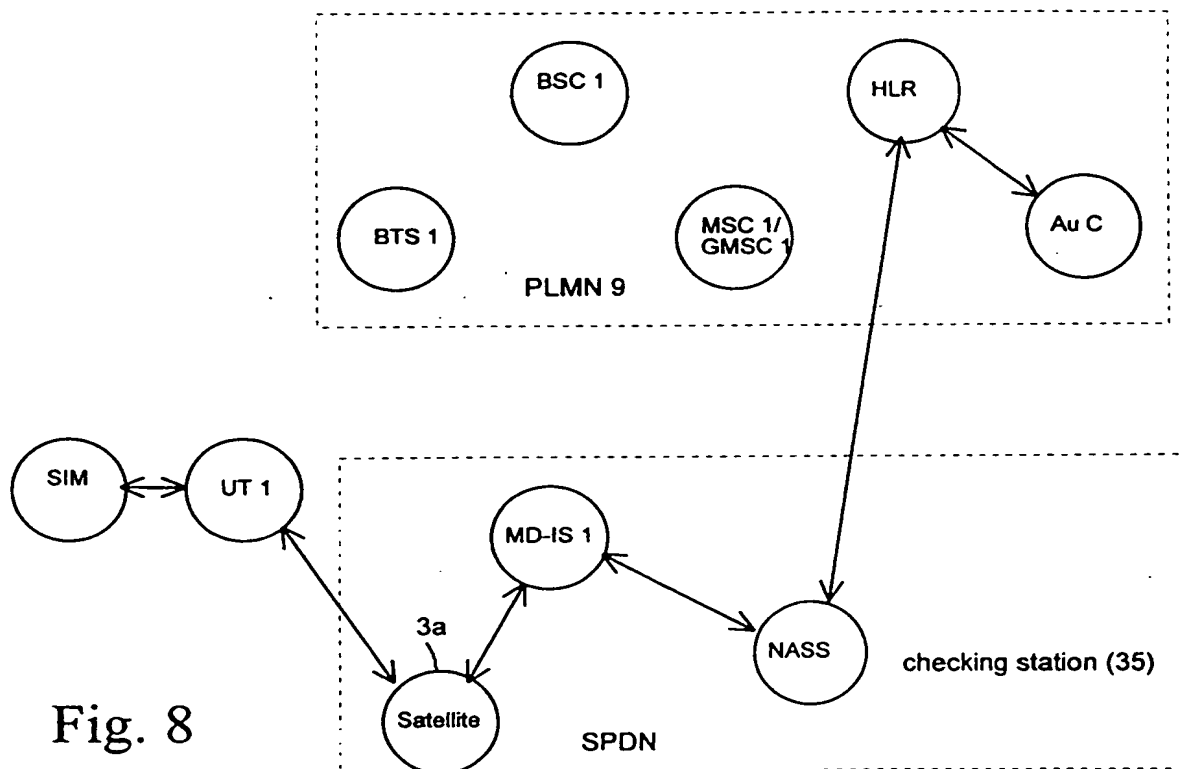 BSC 1
HLR
BTS 1
MSC 1/
GMSC 1
Au C
PLMN 9
SIM
UT 1
MD-IS 1
3a
NASS
checking station (35)
Satellite
Fig. 8
SPDN